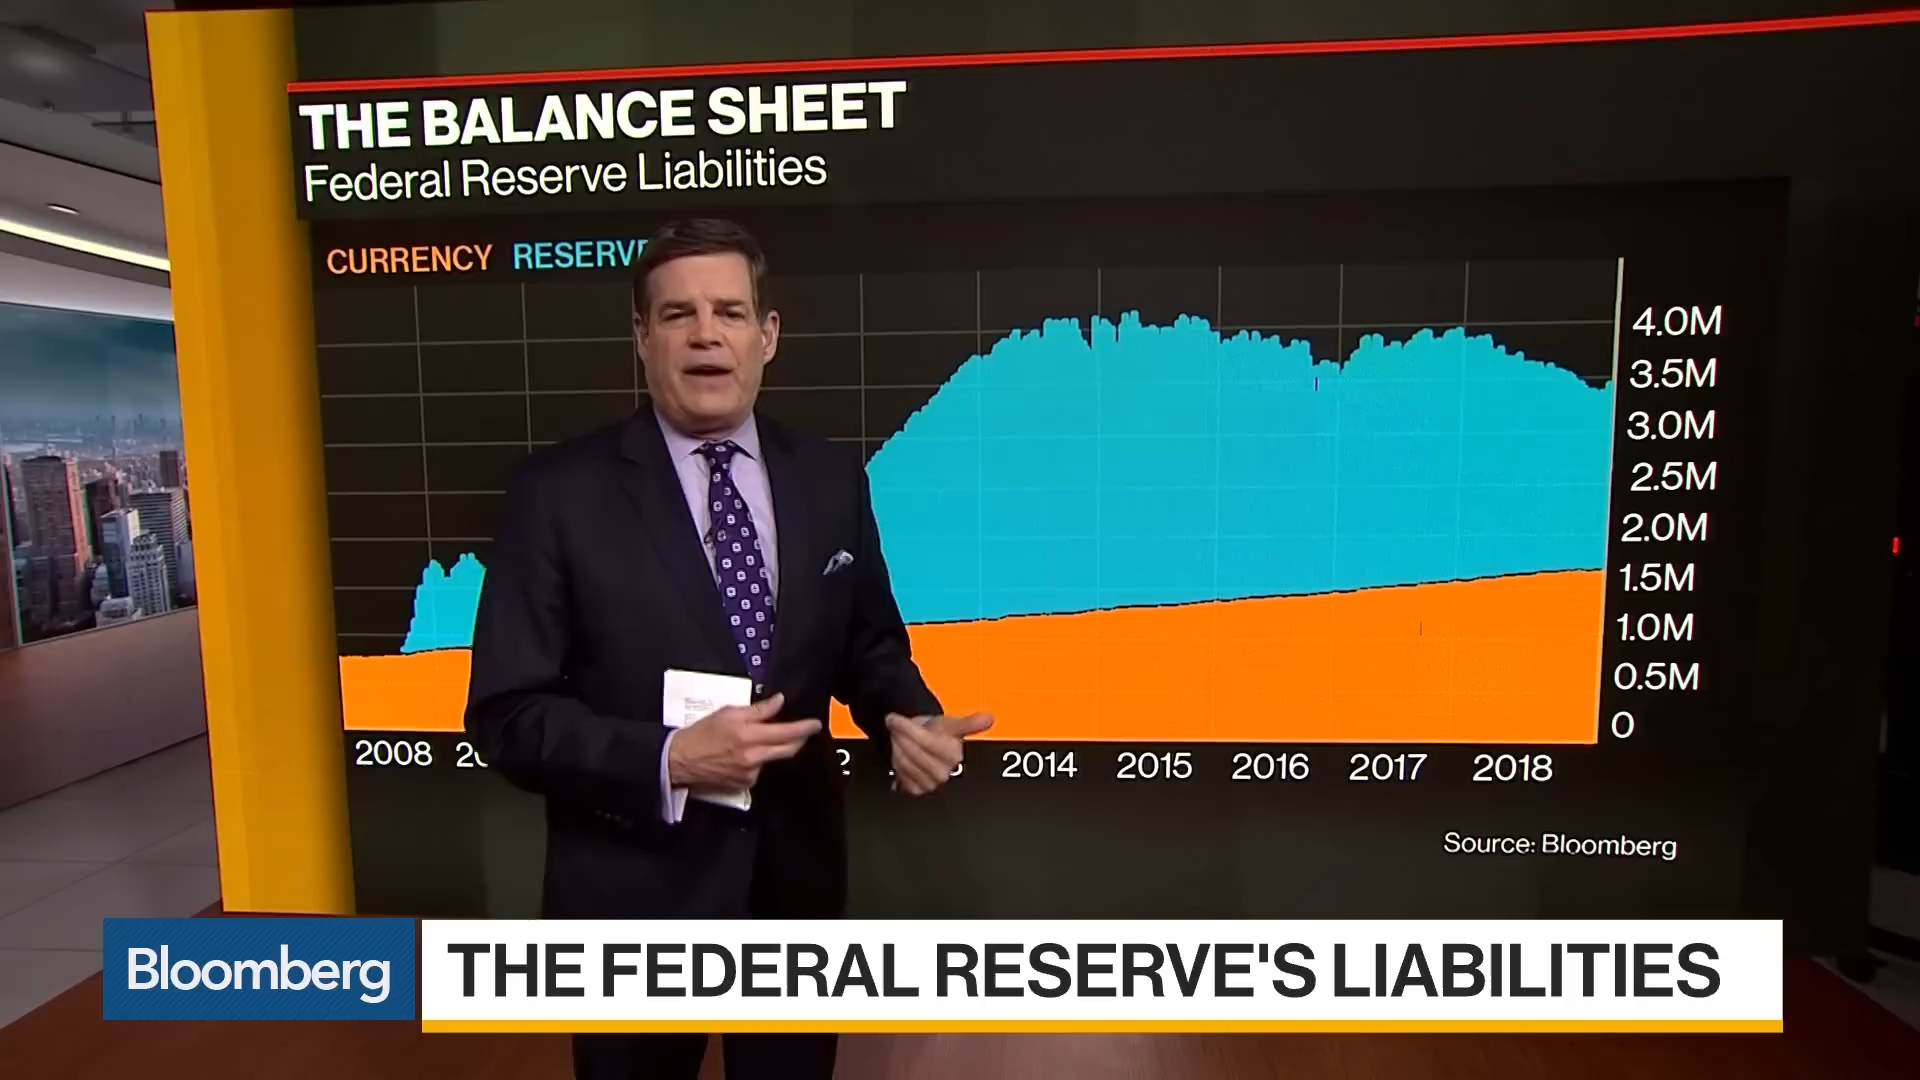 THE BALANCE SHEET
Federal Reserve Liabilities
CURRENCY
4.0M
3.5M
3.0M
2.5M
2.0M
1.5M
1.0M
0.5M
0
2008 2014 2015 2016 2017 2018
Source: Bloomberg
Bloomberg THE FEDERAL RESERVE'S LIABILITIES